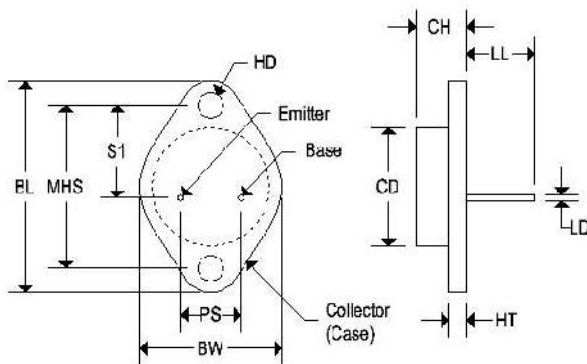 HD
Emitter
Base
S1
BL
MHS
PS
BW
Collector
(Case)
CH
LL
CD
LD
HT